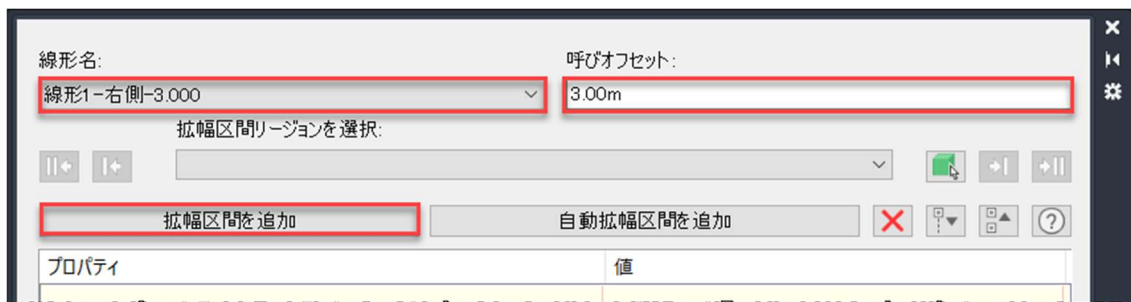 線形名:
呼びオフセット:
線形1-右側-3.000
3.00m
拡幅区間リージョンを選択:
拡幅区間を追加
自動拡幅区間を追加
プロパティ
値